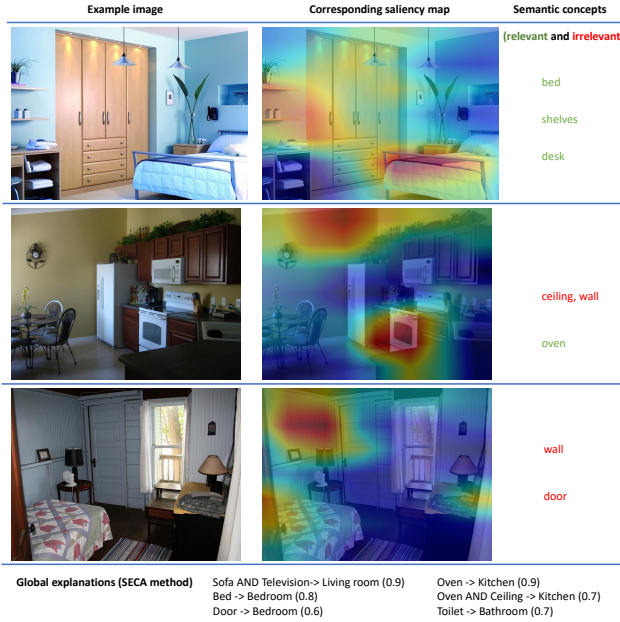 Example image
Corresponding saliency map
Semantic concepts
(relevant and irrelevant
bed
shelves
desk
ceiling, wall
oven
wall
door
Global explanations (SECA method)
Sofa AND Television-> Living room (0.9)
Bed -> Bedroom (0.8)
Door -> Bedroom (0.6)
Oven -> Kitchen (0.9)
Oven AND Ceiling -> Kitchen (0.7)
Toilet -> Bathroom (0.7)